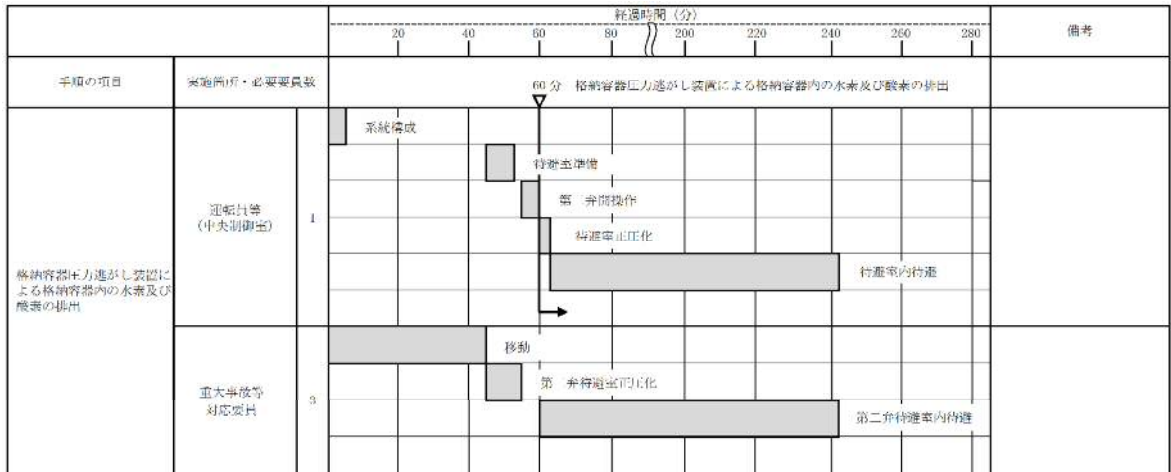 経過時間（分）
備考
20 40 60 80 200 220 240 260 280
手順の項目
実施箇所・必要要員数
60分 格納容器圧力逃がし装置による格納容器内の水素及び酸素の排出
系統構成
待避室準備
弁開操作
待避室正圧化
待避室内待避
運転員等
（中央制御室）
1
格納容器圧力逃がし装置に
よる格納容器内の水素及び
酸素の排出
移動
弁待避室正圧化
第二弁待避室内待避
重大事故等
対応要員
3